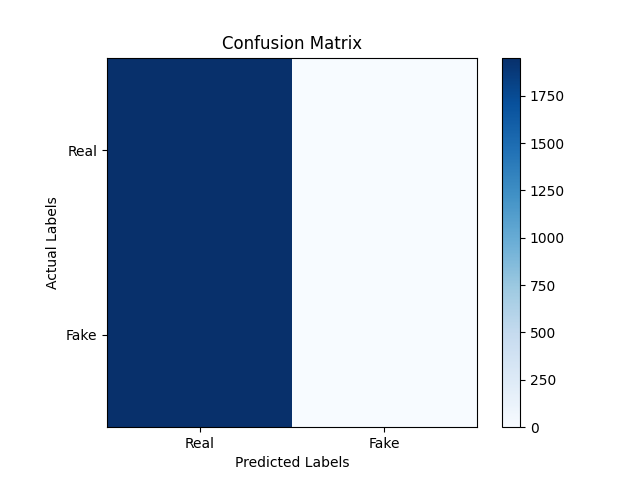 Confusion Matrix
Actual Labels
Real
Fake
Real
Fake
Predicted Labels
1750
1500
1250
1000
750
500
250
0